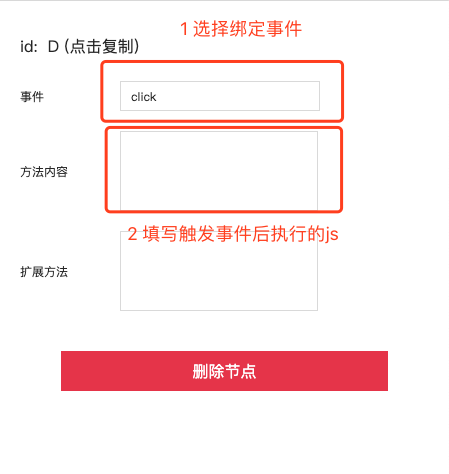 1 选择绑定事件
id:  D (点击复制)
事件
click
方法内容
2 填写触发事件后执行的js
扩展方法
删除节点